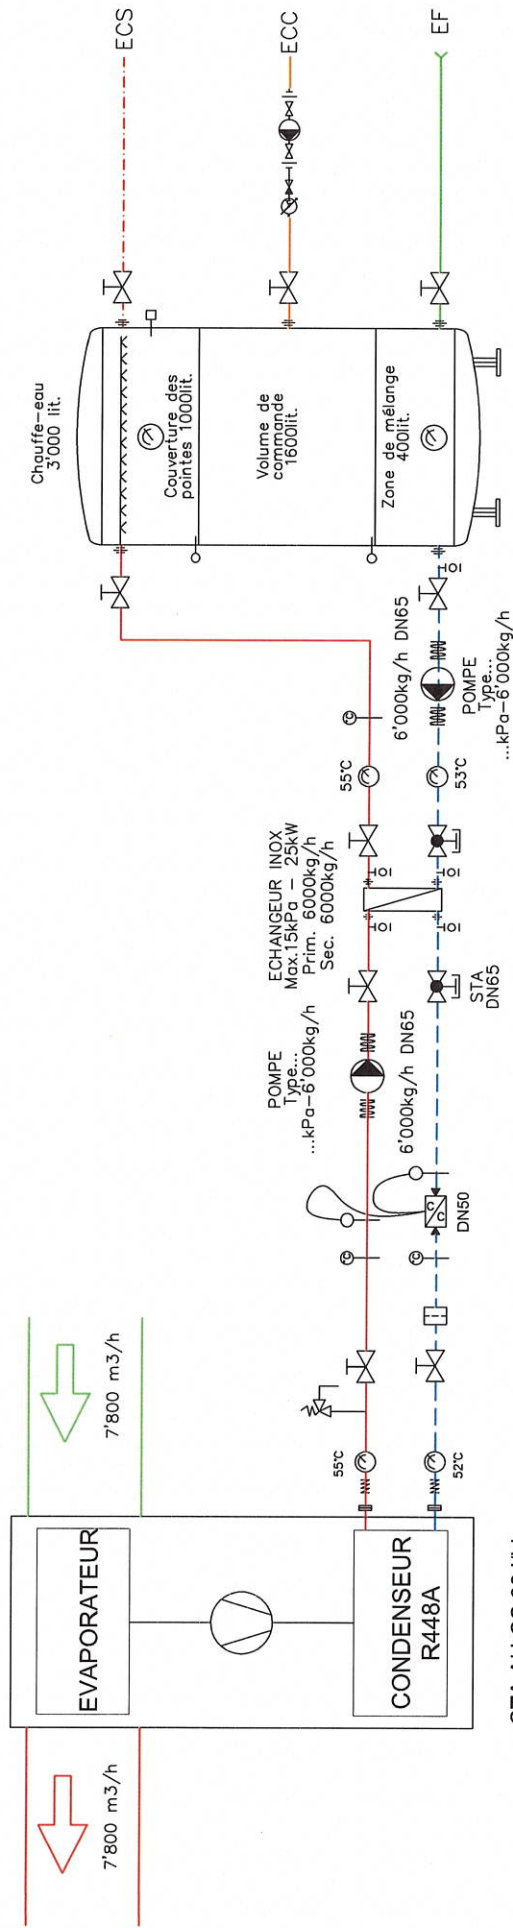 7'800 m3/h
7'800 m3/h
EVAPORATEUR
CONDENSEUR
R448A
55°C
52°C
°C
°C
C
C
DN50
POMPE
Type...
...kPa-6'000kg/h
6'000kg/h DN65
STA
DN65
ECHANGEUR INOX
Max.15kPa - 25kW
Prim. 6000kg/h
Sec. 6000kg/h
55°C
53°C
°C
6'000kg/h DN65
POMPE
Type...
...kPa-6'000kg/h
Chauffe-eau
3'000 lit.
Couverture des
pointes 1000lit.
Volume de
commande
1600lit.
Zone de mélange
400lit.
ECS
ECC
EF